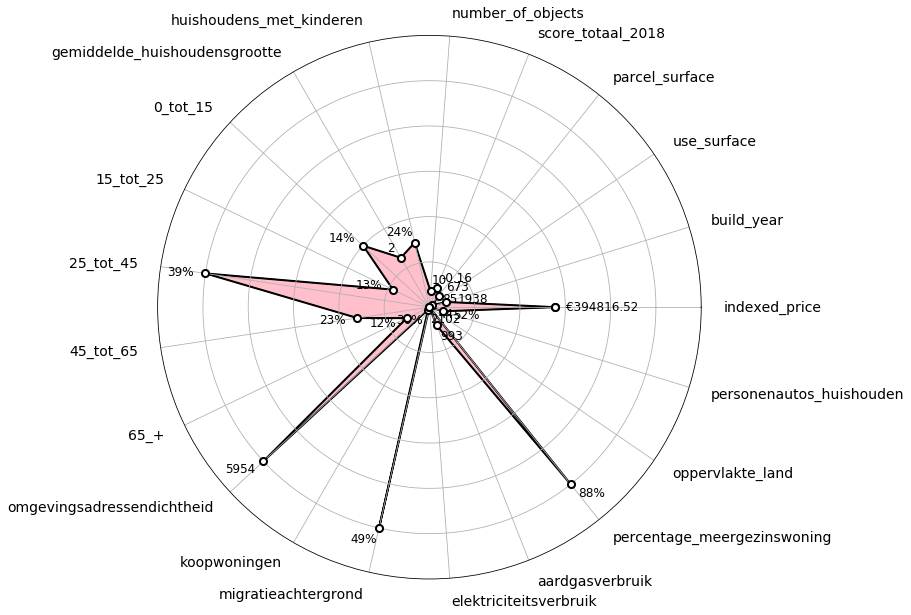 number_of_objects
huishoudens_met_kinderen
score_totaal_2018
gemiddelde_huishoudensgrootte
parcel_surface
0_tot_15
use_surface
15_tot_25
build_year
24%
14%
2
25_tot_45
39%
-0.16
10
13%
673
85
1938
indexed_price
€394816.52
52%
23%
12%
102
993
45_tot_65
personenautos_huishouden
65_+
5954
oppervlakte_land
88%
omgevingsadressendichtheid
49%
percentage_meergezinswoning
koopwoningen
aardgasverbruik
migratieachtergrond
elektriciteitsverbruik